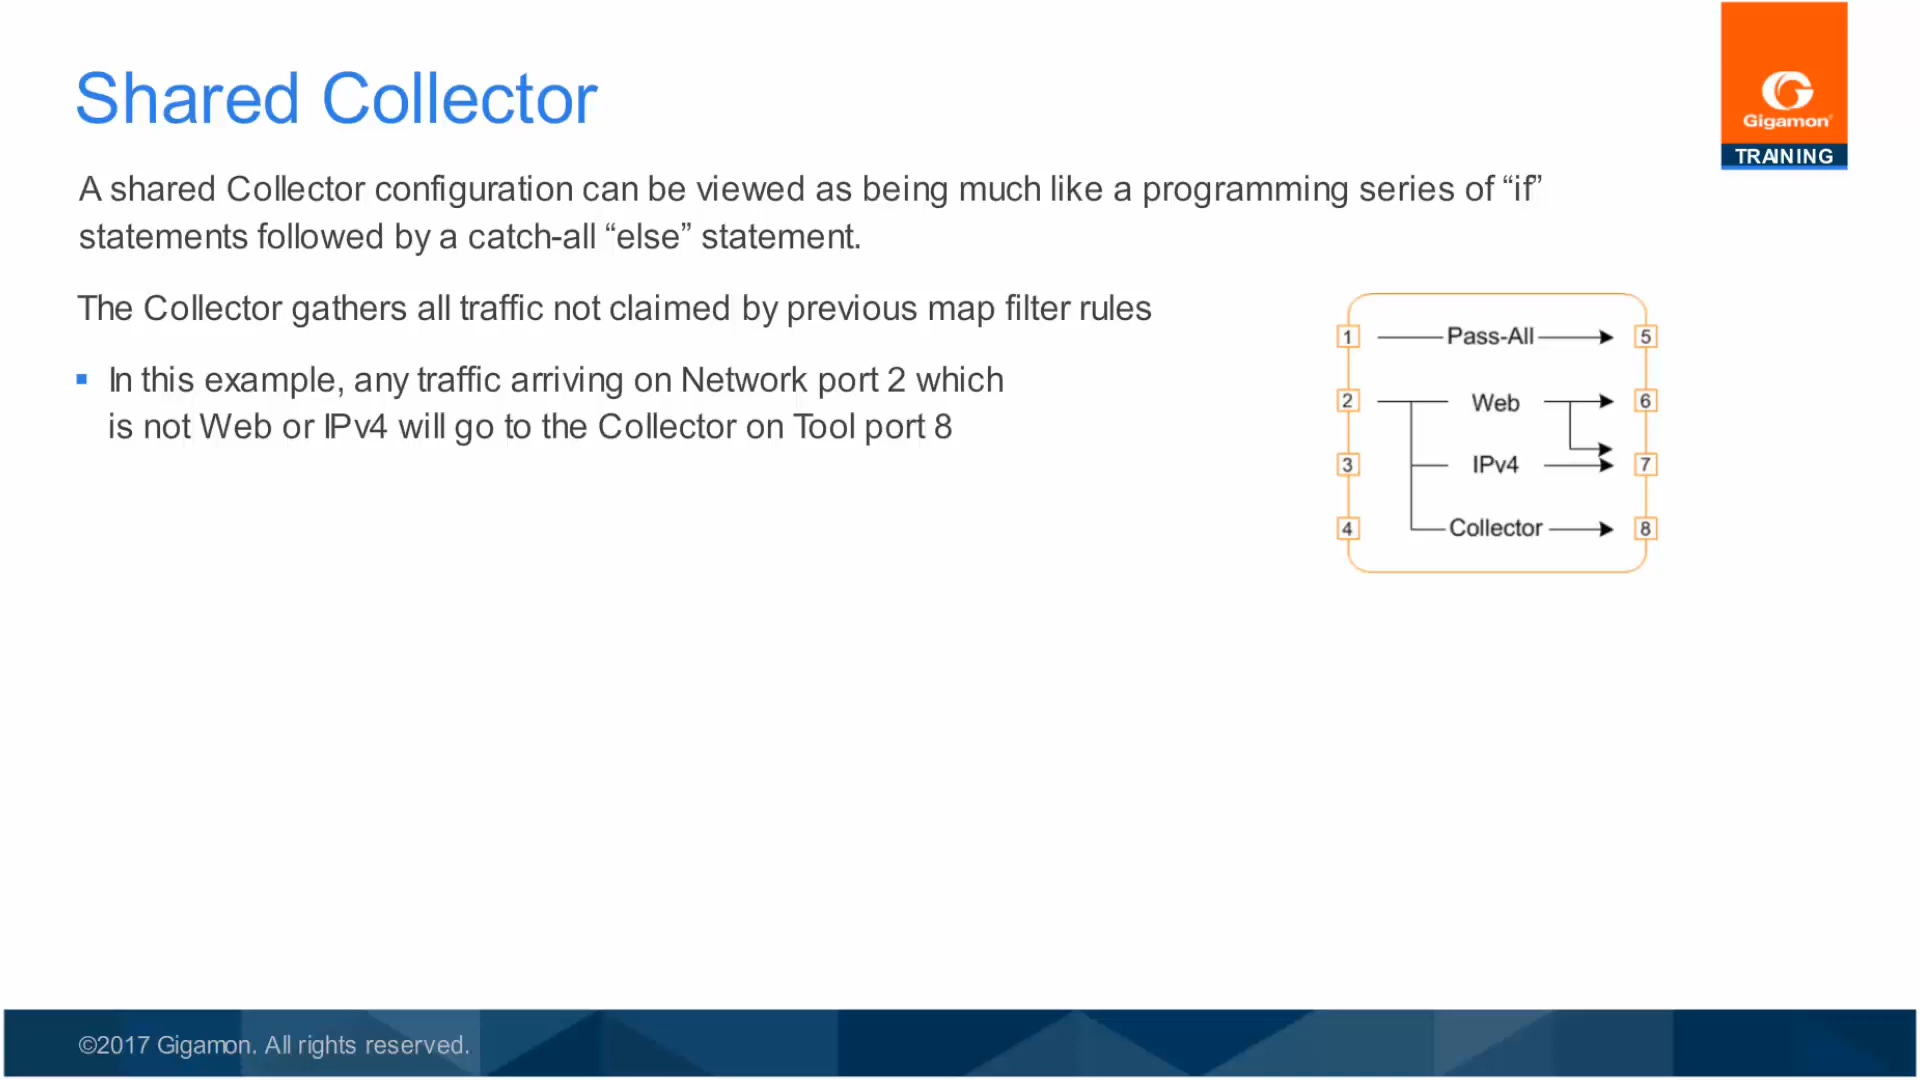 Shared Collector
Gigamon®
TRAINING
A shared Collector configuration can be viewed as being much like a programming series of “if”
statements followed by a catch-all “else” statement.
The Collector gathers all traffic not claimed by previous map filter rules
▪ In this example, any traffic arriving on Network port 2 which
is not Web or IPv4 will go to the Collector on Tool port 8
1 Pass-All 5
2 Web 6
3 IPv4 7
4 Collector 8
©2017 Gigamon. All rights reserved.